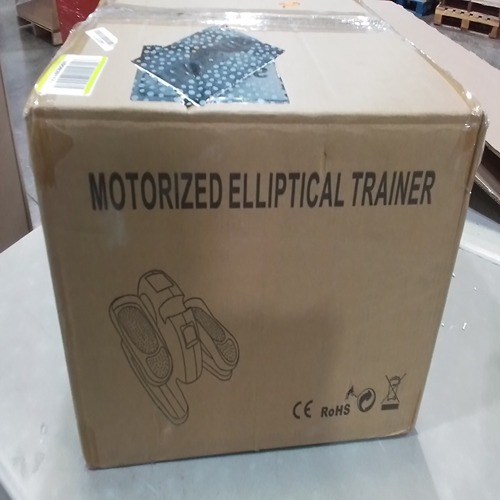 MOTORIZED ELLIPTICAL TRAINER
CE RoHS